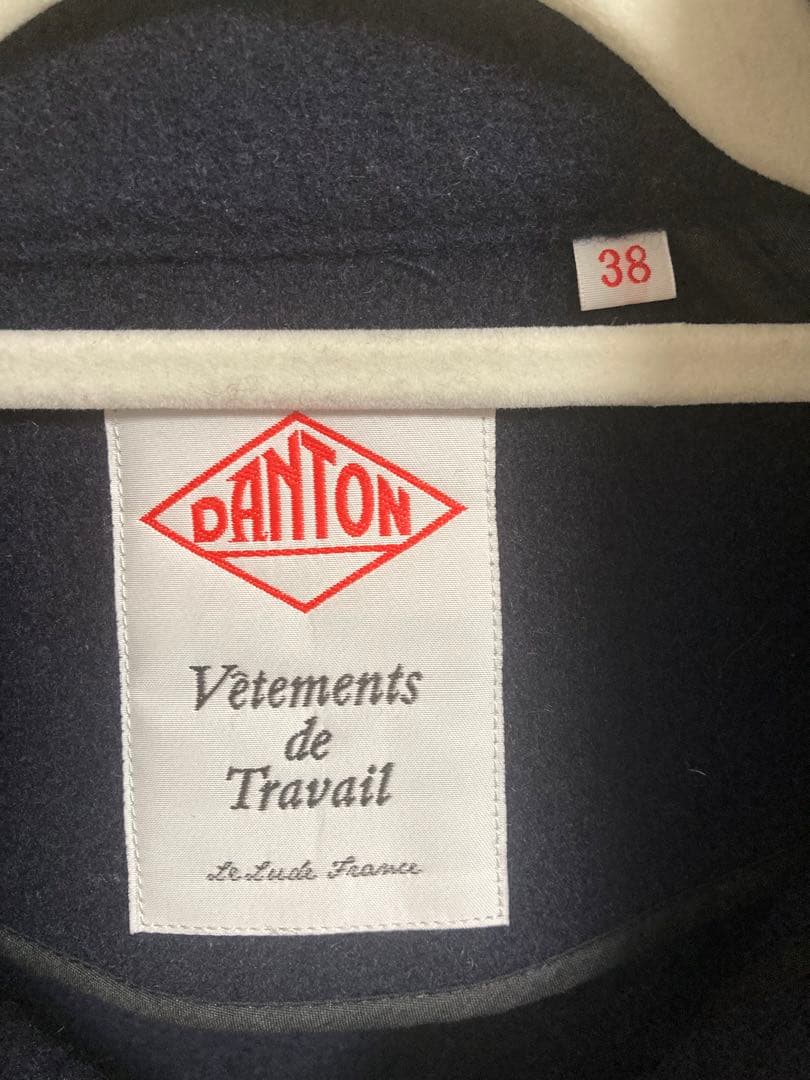 38
DANTON
Vêtements
de
Travail
Le Lude France